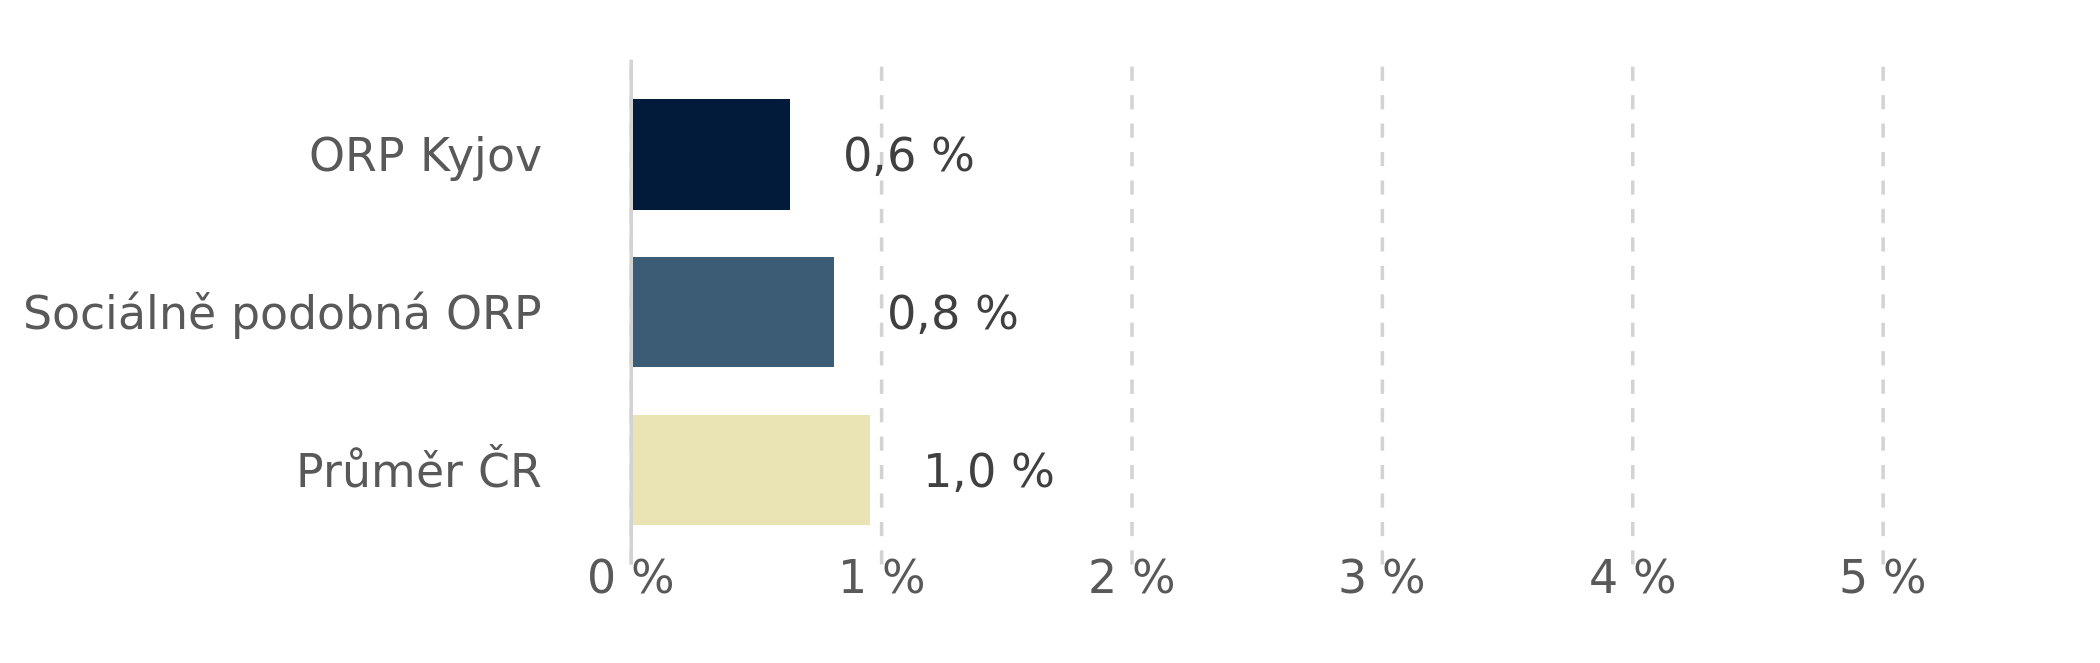 ORP Kyjov 0,6 %
Sociálně podobná ORP 0,8 %
Průměr ČR 1,0 %
0 % 1 % 2 % 3 % 4 % 5 %